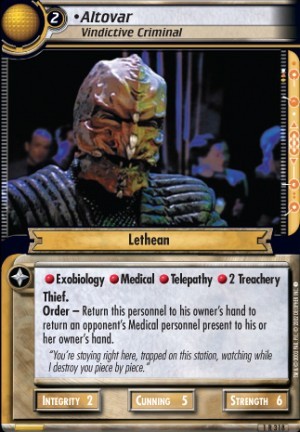 2
•Altovar
Vindictive Criminal
Lethean
Exobiology Medical Telepathy 2 Treachery
Thief.
Order – Return this personnel to his owner's hand to
return an opponent's Medical personnel present to his or
her owner's hand.
"You're staying right here, trapped on this station, watching while
I destroy you piece by piece."
INTEGRITY 2 CUNNING 5 STRENGTH 6